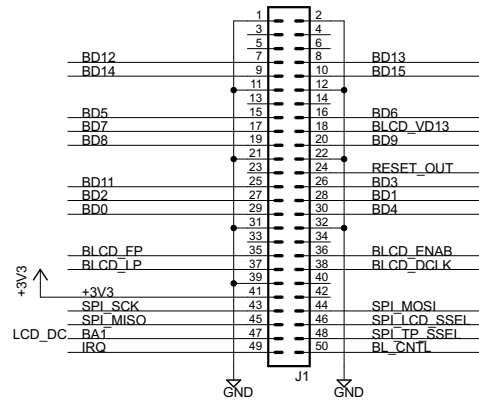 1 2
3 4
5 6
BD12 7 8 BD13
BD14 9 10 BD15
11 12
13 14
BD5 15 16 BD6
BD7 17 18 BLCD_VD13
BD8 19 20 BD9
21 22
23 24 RESET_OUT
BD11 25 26 BD3
BD2 27 28 BD1
BD0 29 30 BD4
31 32
33 34
BLCD_FP 35 36 BLCD_ENAB
BLCD_LP 37 38 BLCD_DCLK
39 40
+3V3
+3V3 41 42
SPI_SCK 43 44 SPI_MOSI
SPI_MISO 45 46 SPI_LCD_SSEL
LCD_DC BA1 47 48 SPI_TP_SSEL
IRQ 49 50 BL_CNTL
J1
GND GND